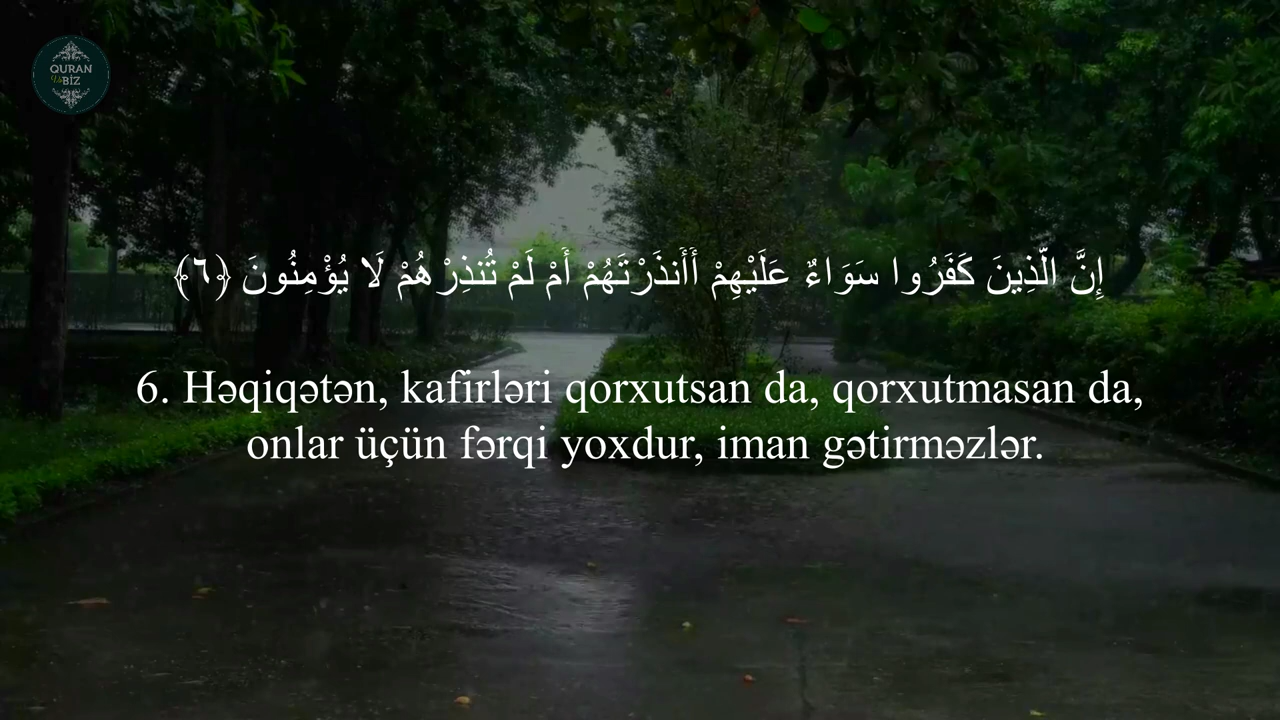 QURAN
Və BİZ
إِنَّ الَّذِينَ كَفَرُوا سَوَاءٌ عَلَيْهِمْ أَأَنذَرْتَهُمْ أَمْ لَمْ تُنذِرْهُمْ لَا يُؤْمِنُونَ ﴿٦﴾
6. Həqiqətən, kafirləri qorxutsan da, qorxutmasan da,
onlar üçün fərqi yoxdur, iman gətirməzlər.